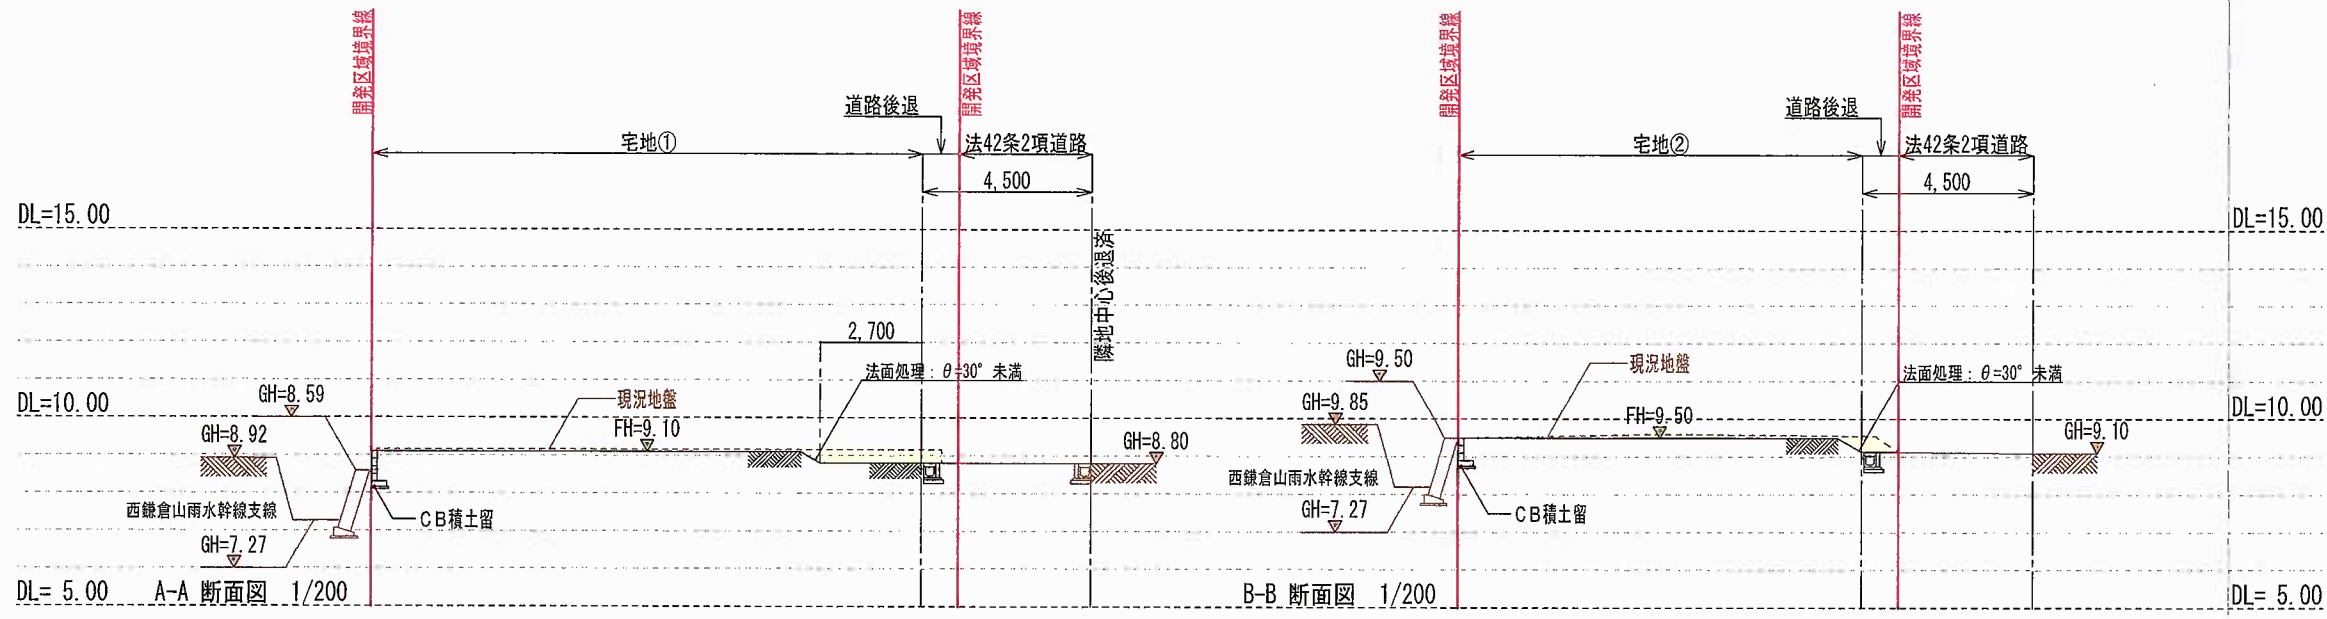 開発区域境界線
開発区域境界線
道路後退
宅地①
法42条2項道路
4,500
DL=15.00
隣地中心後退済
2,700
法面処理：θ=30°未満
GH=8.59
現況地盤
DL=10.00
FH=9.10
GH=8.92
GH=8.80
西鎌倉山雨水幹線支線
CB積土留
GH=7.27
DL= 5.00
A-A 断面図 1/200
開発区域境界線
開発区域境界線
道路後退
宅地②
法42条2項道路
4,500
DL=15.00
GH=9.50
現況地盤
法面処理：θ=30°未満
GH=9.85
FH=9.50
DL=10.00
GH=9.10
西鎌倉山雨水幹線支線
CB積土留
GH=7.27
B-B 断面図 1/200
DL= 5.00